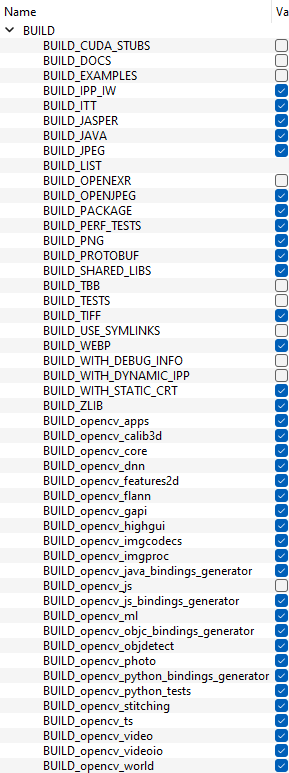 Name Va
BUILD
BUILD_CUDA_STUBS
BUILD_DOCS
BUILD_EXAMPLES
BUILD_IPP_IW
BUILD_ITT
BUILD_JASPER
BUILD_JAVA
BUILD_JPEG
BUILD_LIST
BUILD_OPENEXR
BUILD_OPENJPEG
BUILD_PACKAGE
BUILD_PERF_TESTS
BUILD_PNG
BUILD_PROTOBUF
BUILD_SHARED_LIBS
BUILD_TBB
BUILD_TESTS
BUILD_TIFF
BUILD_USE_SYMLINKS
BUILD_WEBP
BUILD_WITH_DEBUG_INFO
BUILD_WITH_DYNAMIC_IPP
BUILD_WITH_STATIC_CRT
BUILD_ZLIB
BUILD_opencv_apps
BUILD_opencv_calib3d
BUILD_opencv_core
BUILD_opencv_dnn
BUILD_opencv_features2d
BUILD_opencv_flann
BUILD_opencv_gapi
BUILD_opencv_highgui
BUILD_opencv_imgcodecs
BUILD_opencv_imgproc
BUILD_opencv_java_bindings_generator
BUILD_opencv_js
BUILD_opencv_js_bindings_generator
BUILD_opencv_ml
BUILD_opencv_objc_bindings_generator
BUILD_opencv_objdetect
BUILD_opencv_photo
BUILD_opencv_python_bindings_generator
BUILD_opencv_python_tests
BUILD_opencv_stitching
BUILD_opencv_ts
BUILD_opencv_video
BUILD_opencv_videoio
BUILD_opencv_world